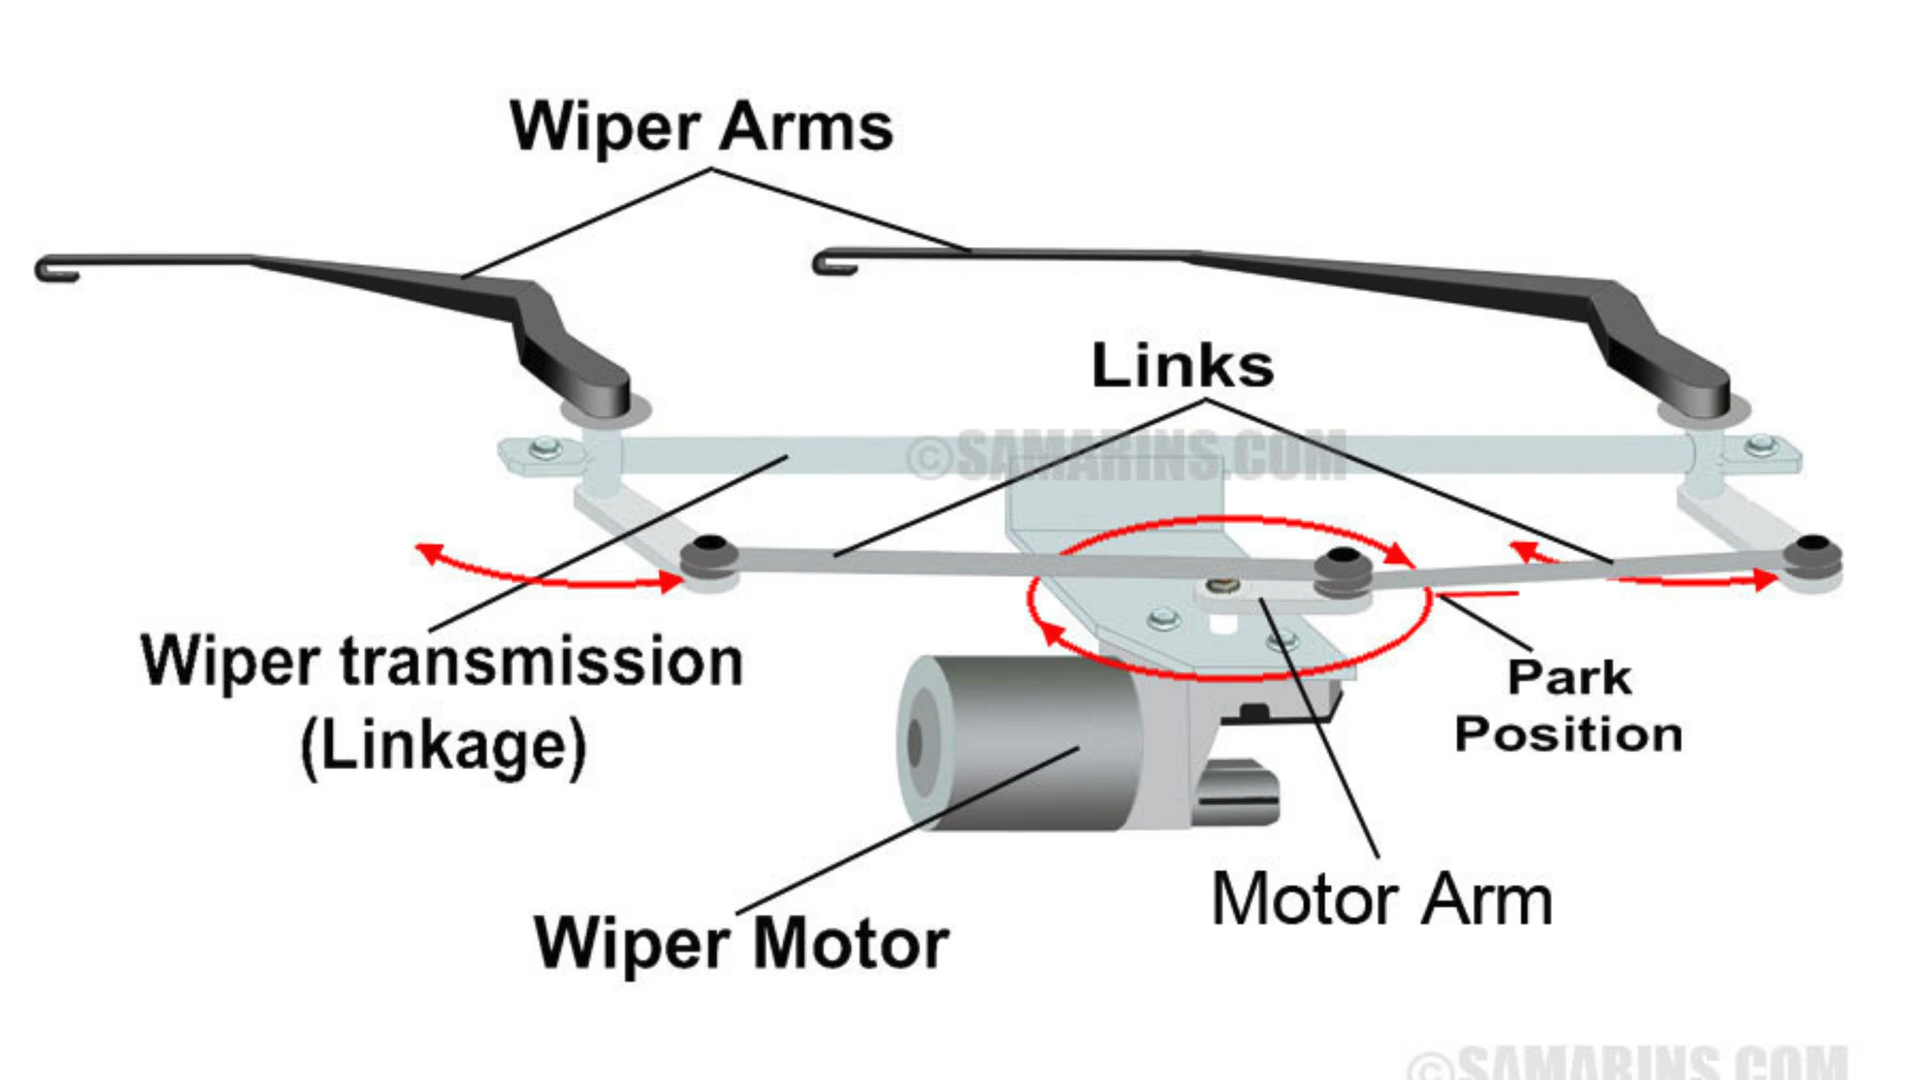 Wiper Arms
Links
©SAMARINS.COM
Wiper transmission
(Linkage)
Park
Position
Motor Arm
Wiper Motor
©SAMARINS.COM